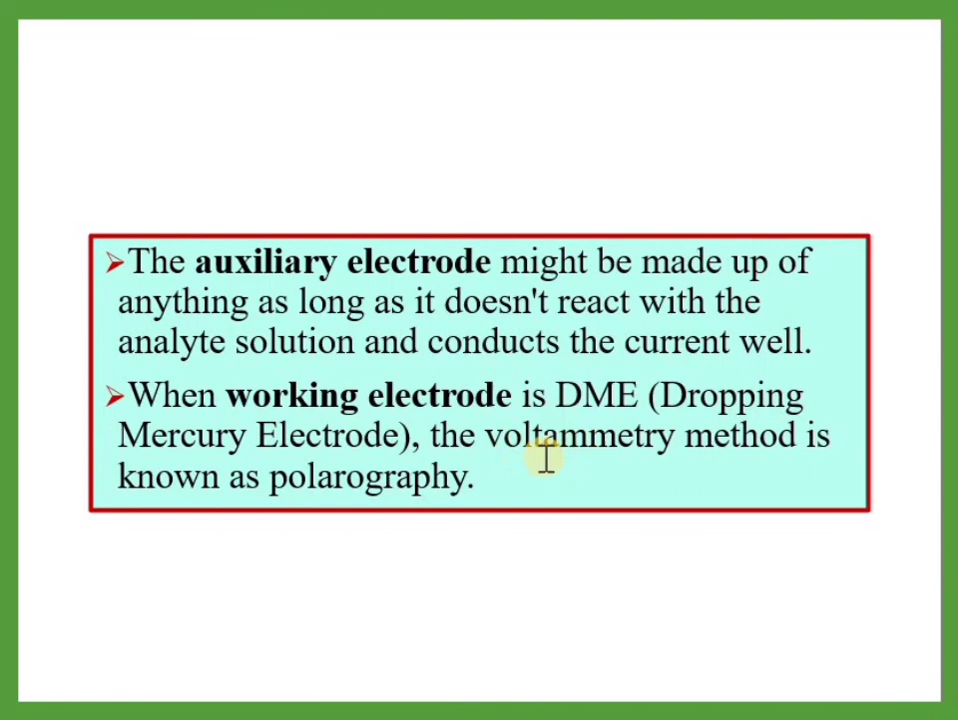 ➢The auxiliary electrode might be made up of
anything as long as it doesn't react with the
analyte solution and conducts the current well.
➢When working electrode is DME (Dropping
Mercury Electrode), the voltammetry method is
known as polarography.